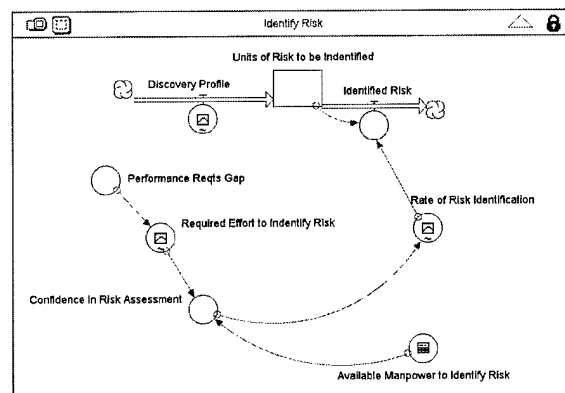 Identify Risk
Units of Risk to be Indentified
Discovery Profile
Identified Risk
Performance Reqts Gap
Rate of Risk Identification
Required Effort to Indentify Risk
Confidence in Risk Assessment
Available Manpower to Identify Risk